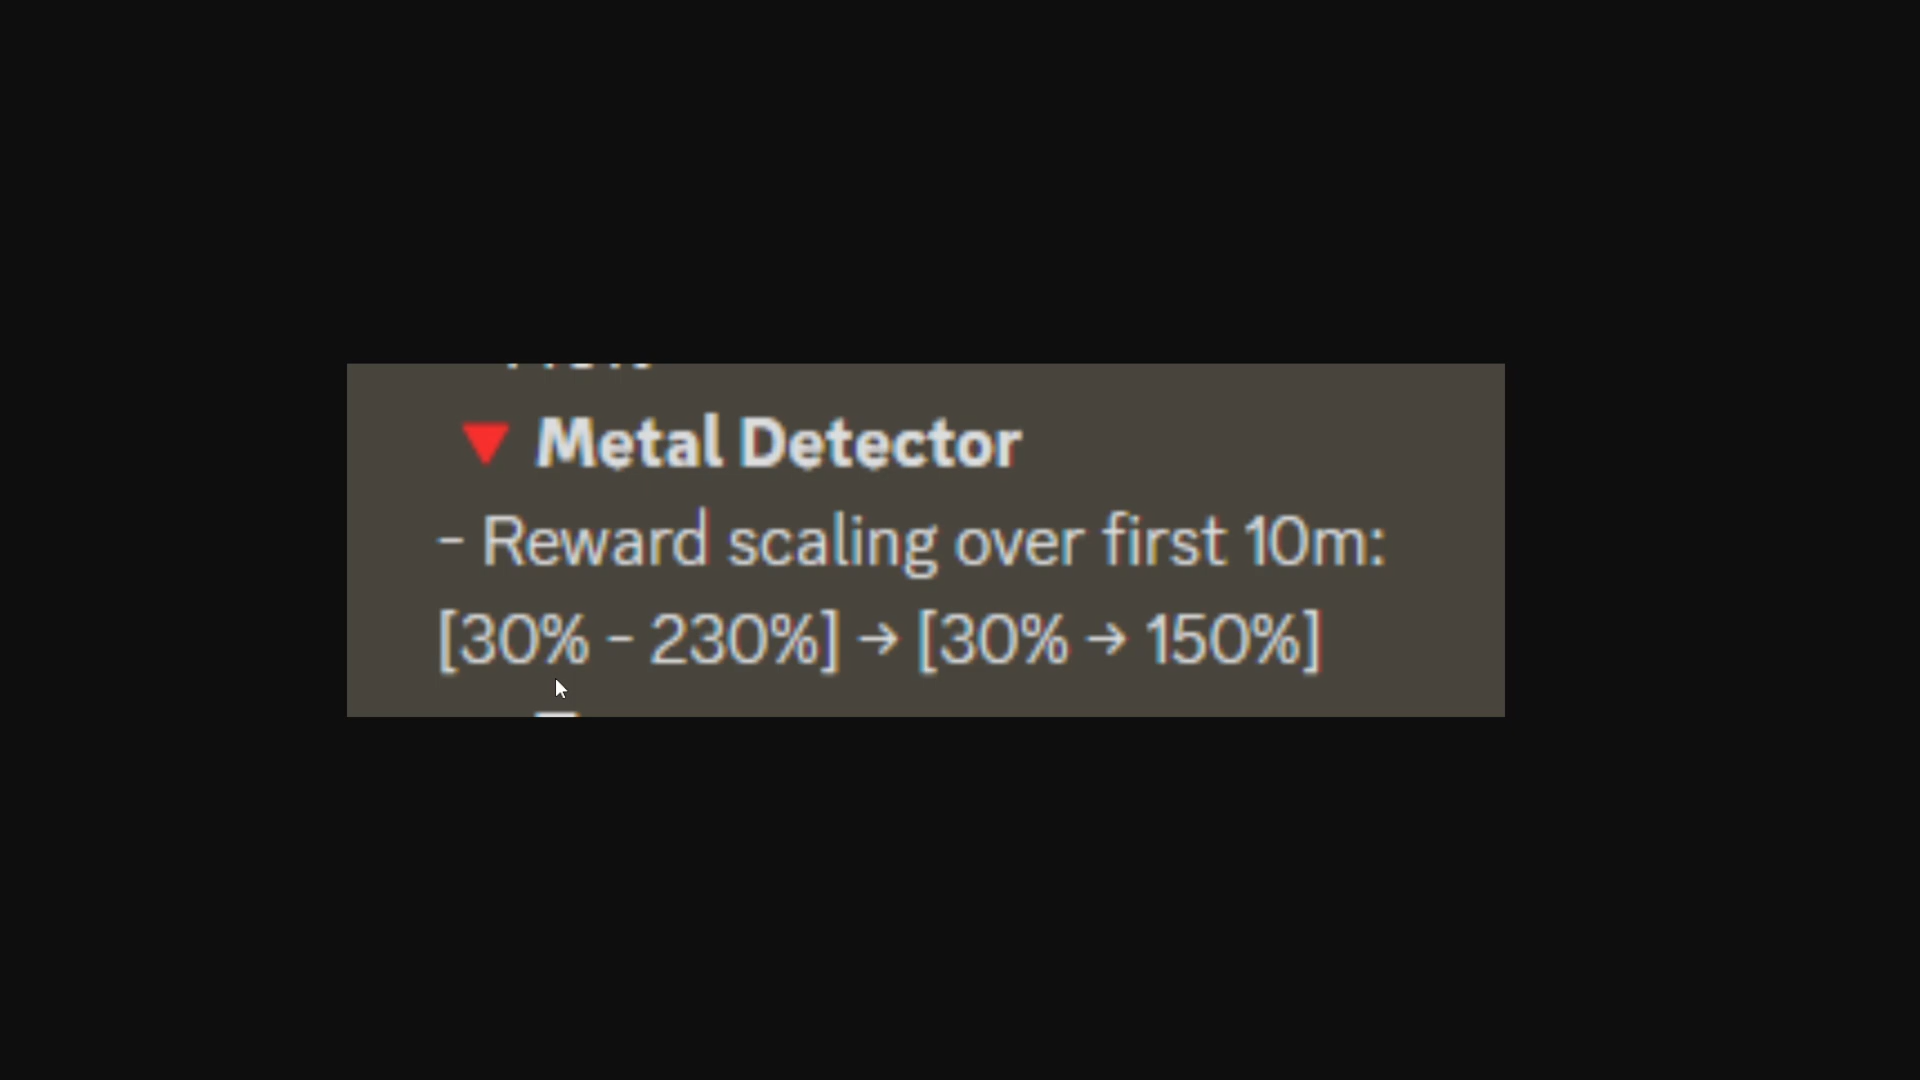 Metal Detector
- Reward scaling over first 10m:
[30% - 230%] → [30% → 150%]